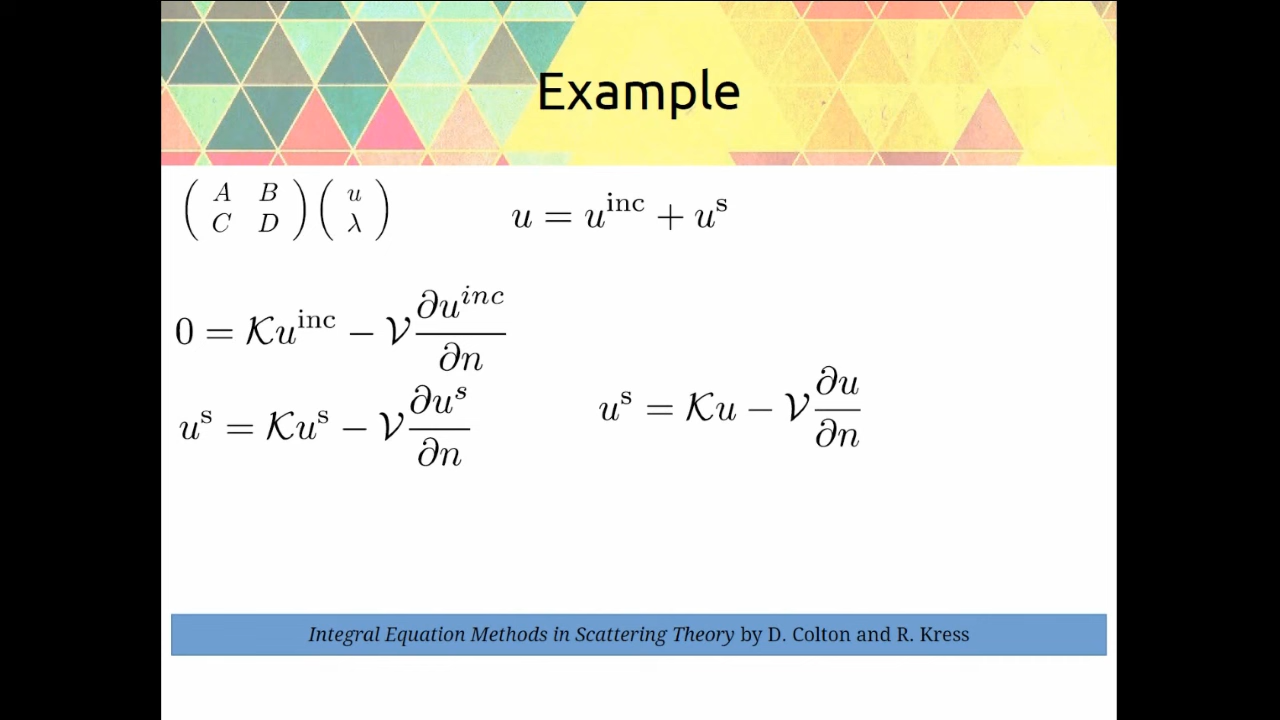 Example
( A B ) ( u )
( C D ) ( λ )
u = u^inc + u^s
0 = 𝒦u^inc − 𝒱 ∂u^inc/∂n
u^s = 𝒦u^s − 𝒱 ∂u^s/∂n
u^s = 𝒦u − 𝒱 ∂u/∂n
Integral Equation Methods in Scattering Theory by D. Colton and R. Kress